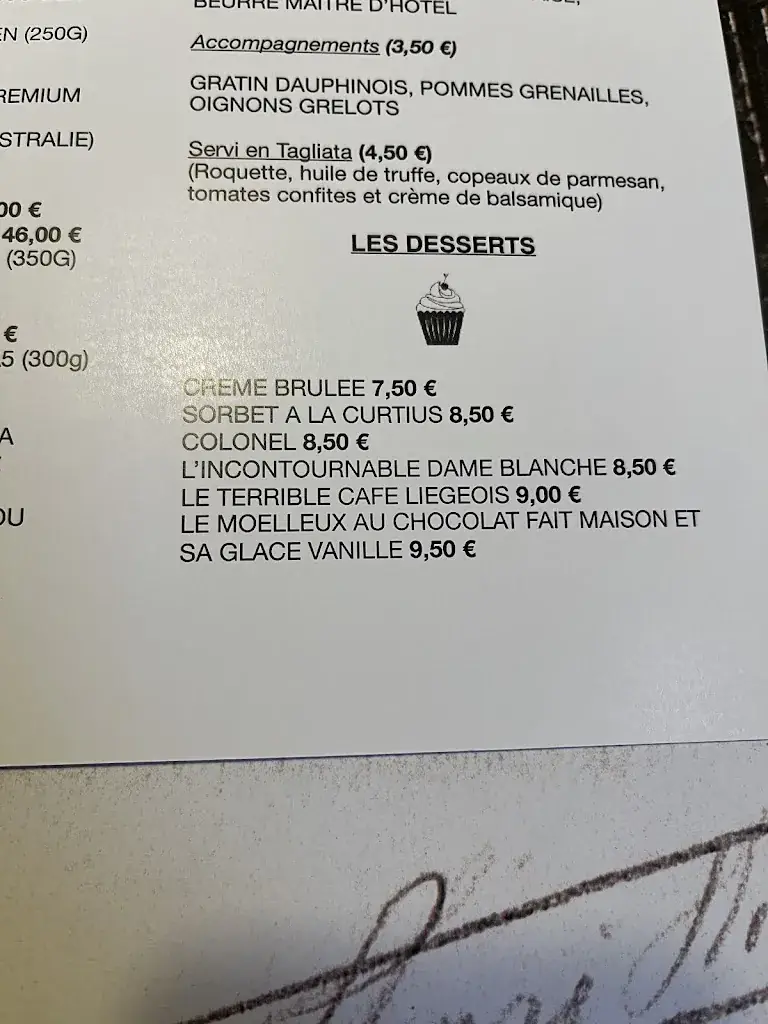 EN (250G)
REMIUM
STRALIE)
00 €
46,00 €
(350G)
€
5 (300g)
A
OU
BEURRE MAITRE D'HOTEL
Accompagnements (3,50 €)
GRATIN DAUPHINOIS, POMMES GRENAILLES,
OIGNONS GRELOTS
Servi en Tagliata (4,50 €)
(Roquette, huile de truffe, copeaux de parmesan,
tomates confites et crème de balsamique)
LES DESSERTS
CREME BRULEE 7,50 €
SORBET A LA CURTIUS 8,50 €
COLONEL 8,50 €
L'INCONTOURNABLE DAME BLANCHE 8,50 €
LE TERRIBLE CAFE LIEGEOIS 9,00 €
LE MOELLEUX AU CHOCOLAT FAIT MAISON ET
SA GLACE VANILLE 9,50 €